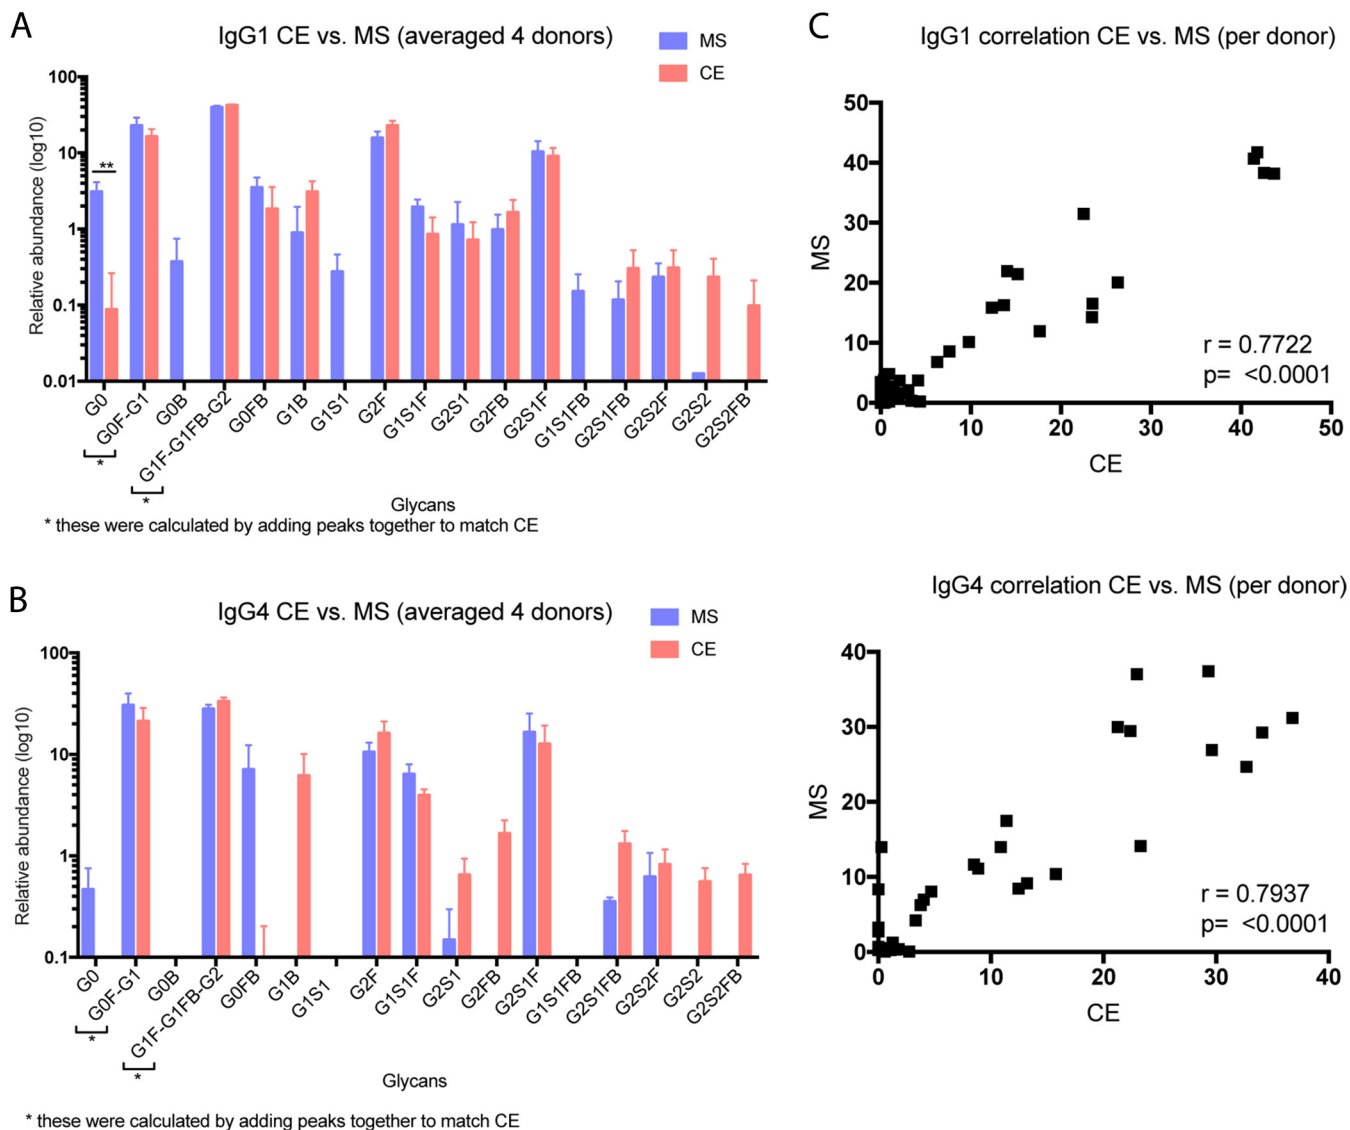 A
IgG1 CE vs. MS (averaged 4 donors)
MS
CE
Relative abundance (log10)
100
10
1
0.1
0.01
**
G0
G0F-G1
G0B
G1F-G1FB-G2
G0FB
G1B
G1S1
G2F
G1S1F
G2S1
G2FB
G2S1F
G1S1FB
G2S1FB
G2S2F
G2S2
G2S2FB
*
*
Glycans
* these were calculated by adding peaks together to match CE
B
IgG4 CE vs. MS (averaged 4 donors)
MS
CE
Relative abundance (log10)
100
10
1
0.1
G0
G0F-G1
G0B
G1F-G1FB-G2
G0FB
G1B
G1S1
G2F
G1S1F
G2S1
G2FB
G2S1F
G1S1FB
G2S1FB
G2S2F
G2S2
G2S2FB
*
*
Glycans
* these were calculated by adding peaks together to match CE
C
IgG1 correlation CE vs. MS (per donor)
MS
50
40
30
20
10
0
r = 0.7722
p= <0.0001
0 10 20 30 40 50
CE
IgG4 correlation CE vs. MS (per donor)
MS
40
30
20
10
0
r = 0.7937
p= <0.0001
0 10 20 30 40
CE